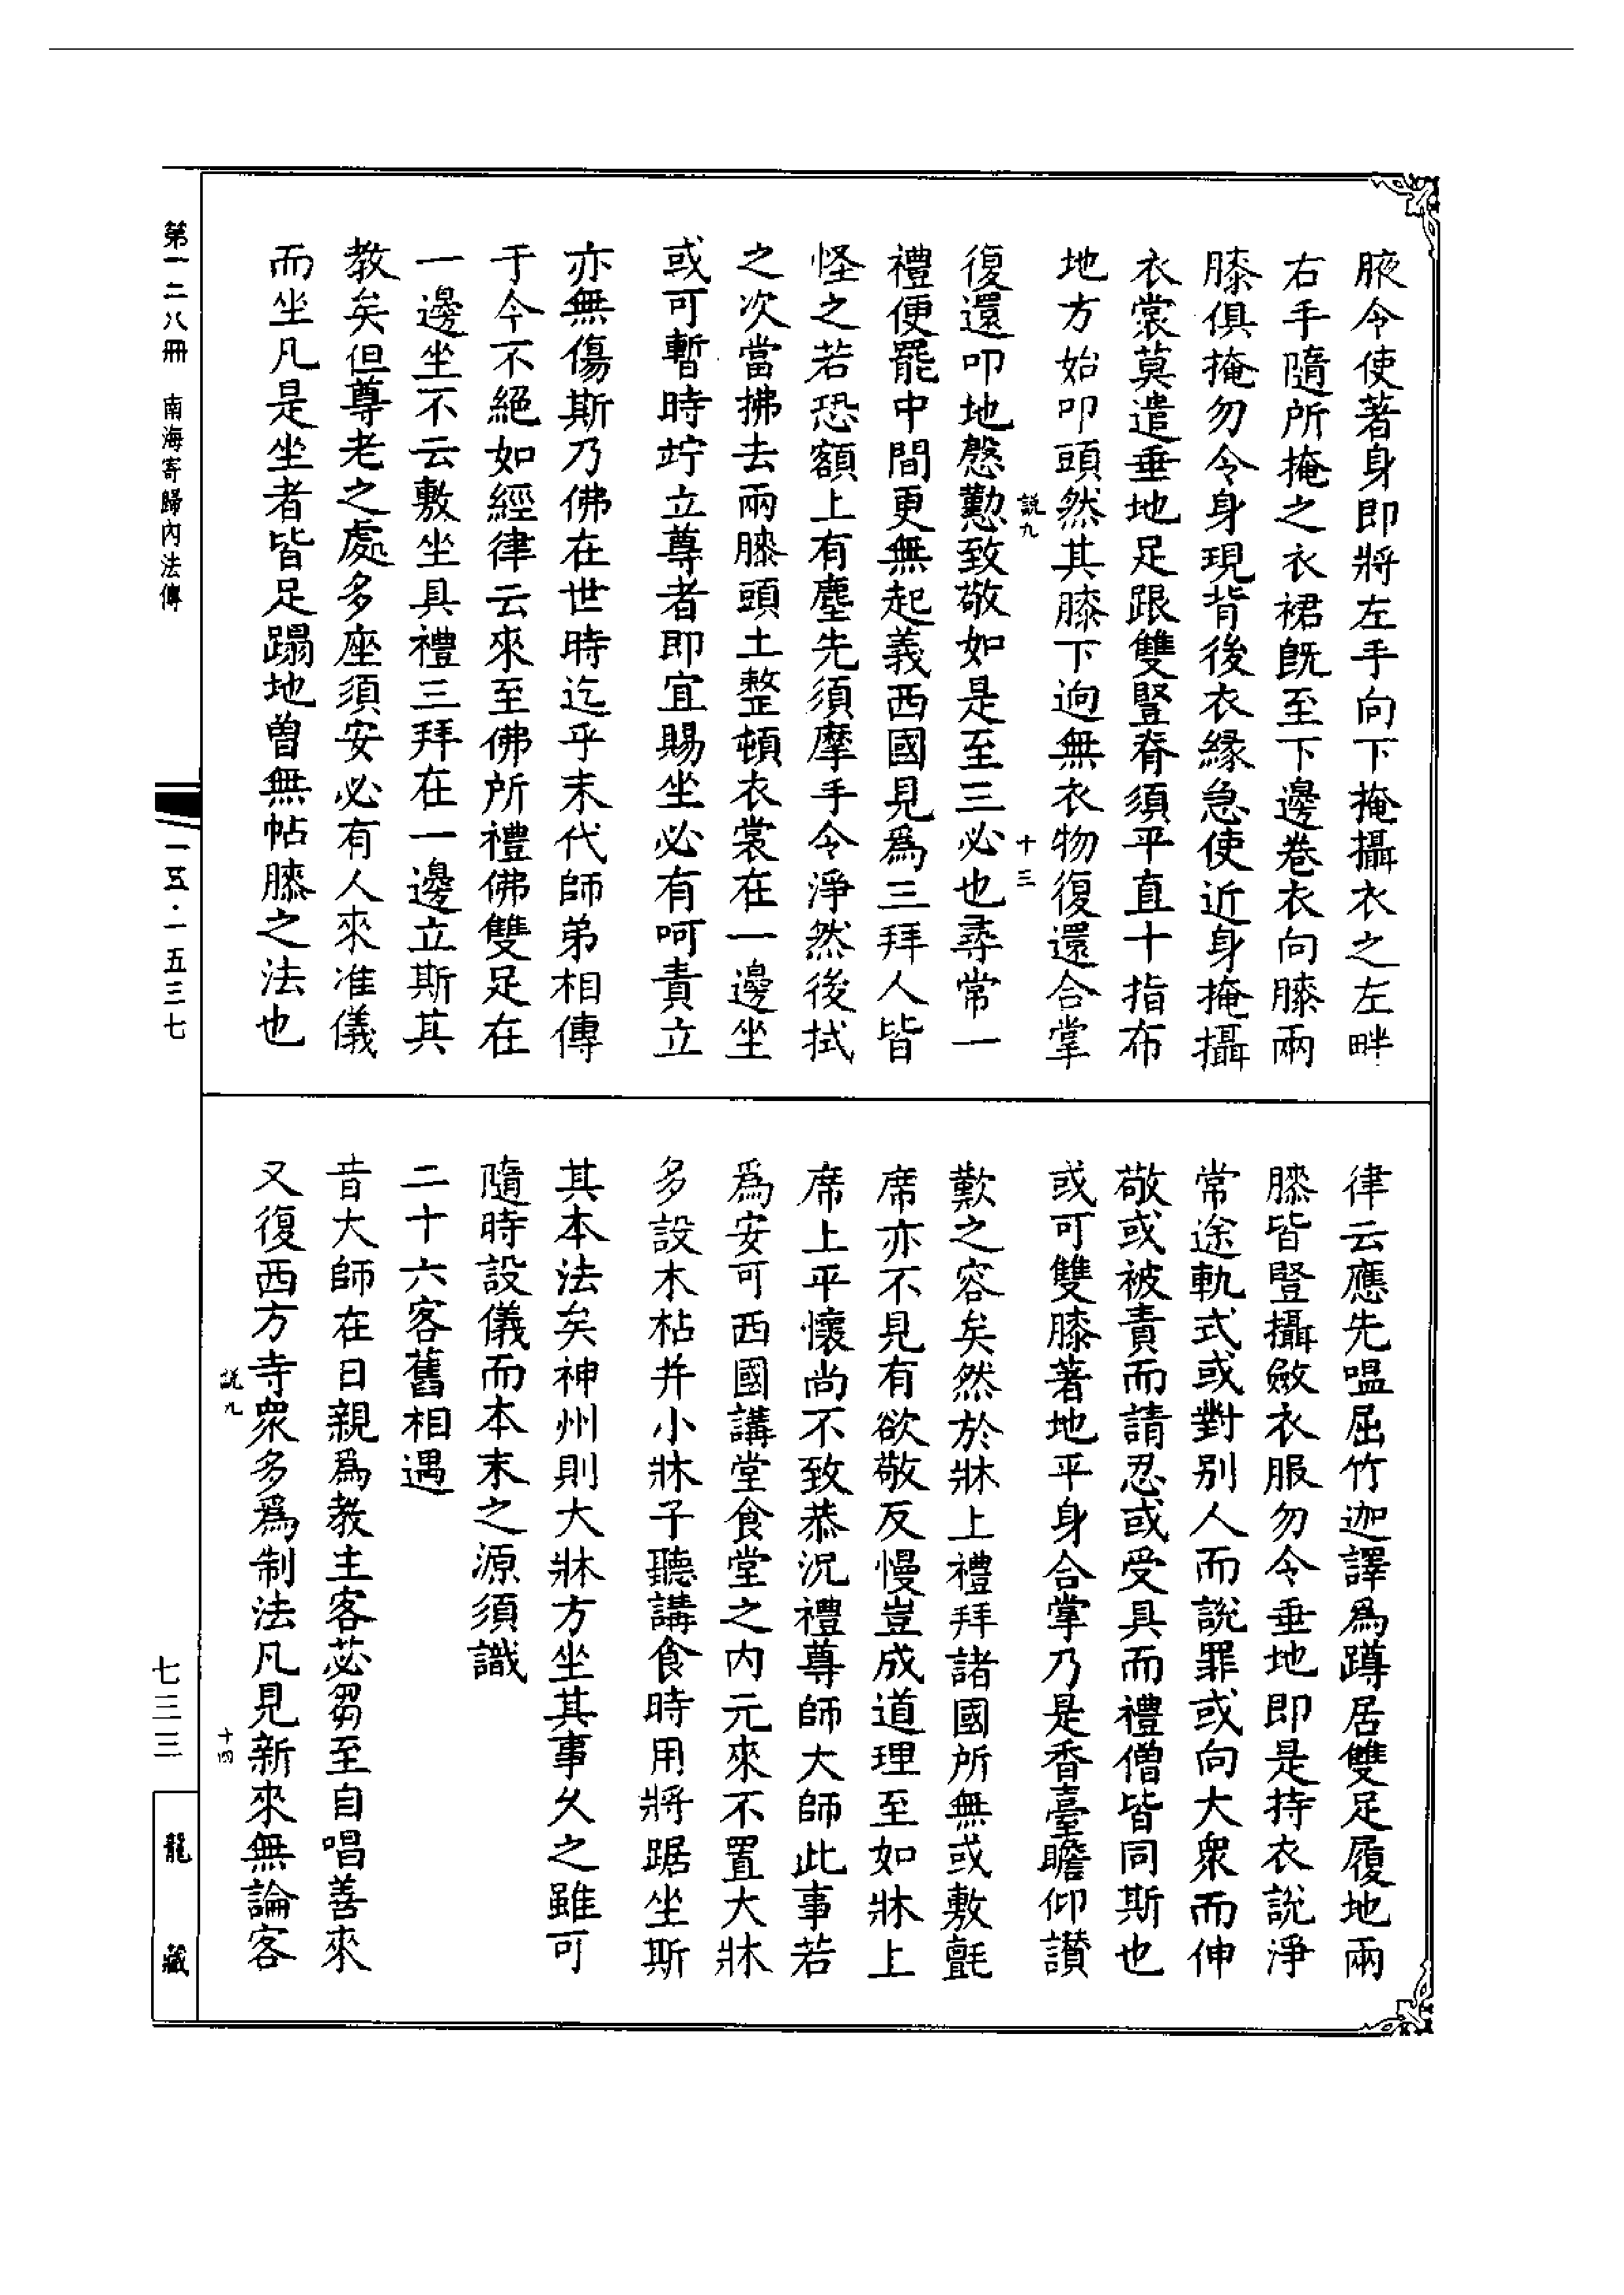 腋令使著身即將左手向下掩攝衣之左畔
右手隨所掩之衣裙既至下邊卷衣向膝兩
膝俱掩勿令身現背後衣緣急使近身掩攝
衣裳莫遣垂地足跟雙豎脊須平直十指布
地方始叩頭然其膝下迥無衣物復還合掌
說九
十三
復還叩地慇懃致敬如是至三必也尋常一
禮便罷中間更無起義西國見爲三拜人皆
怪之若恐額上有塵先須摩手令淨然後拭
之次當拂去兩膝頭土整頓衣裳在一邊坐
或可暫時竚立尊者即宜賜坐必有呵責立
亦無傷斯乃佛在世時迄乎末代師弟相傳
于今不絕如經律云來至佛所禮佛雙足在
一邊坐不云敷坐具禮三拜在一邊立斯其
教矣但尊老之處多座須安必有人來准儀
而坐凡是坐者皆足蹋地曾無帖膝之法也
律云應先嗢屈竹迦譯爲蹲居雙足履地兩
膝皆豎攝斂衣服勿令垂地即是持衣說淨
常途軌式或對別人而說罪或向大衆而伸
敬或被責而請忍或受具而禮僧皆同斯也
或可雙膝著地平身合掌乃是香臺瞻仰讃
歎之容矣然於牀上禮拜諸國所無或敷氈
席亦不見有欲敬反慢豈成道理至如牀上
席上平懷尚不致恭況禮尊師大師此事若
爲安可西國講堂食堂之内元來不置大牀
多設木枯并小牀子聽講食時用將踞坐斯
其本法矣神州則大牀方坐其事久之雖可
隨時設儀而本末之源須識
二十六客舊相遇
昔大師在日親爲教主客苾芻至自唱善來
又復西方寺衆多爲制法凡見新來無論客
說九
十四
第一二八冊 南海寄歸內法傳
一五·一五三七
七三三
龍藏